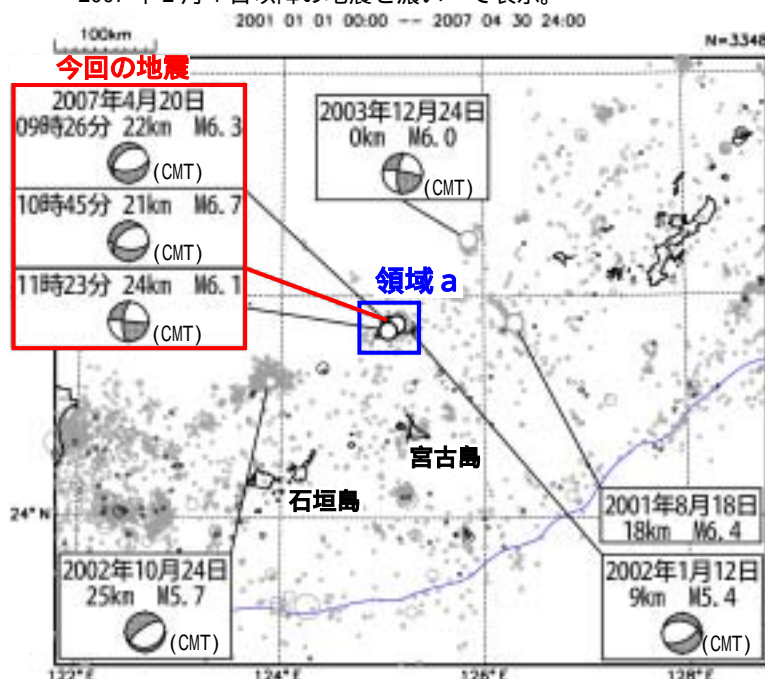 2001 01 01 00:00 -- 2007 04 30 24:00
100km
N=3348
今回の地震
2007年4月20日
09時26分 22km M6.3
(CMT)
10時45分 21km M6.7
(CMT)
11時23分 24km M6.1
(CMT)
2003年12月24日
0km M6.0
(CMT)
領域a
宮古島
石垣島
24°N
2001年8月18日
18km M6.4
2002年10月24日
25km M5.7
(CMT)
2002年1月12日
9km M5.4
(CMT)
122°E
124°E
126°E
128°E